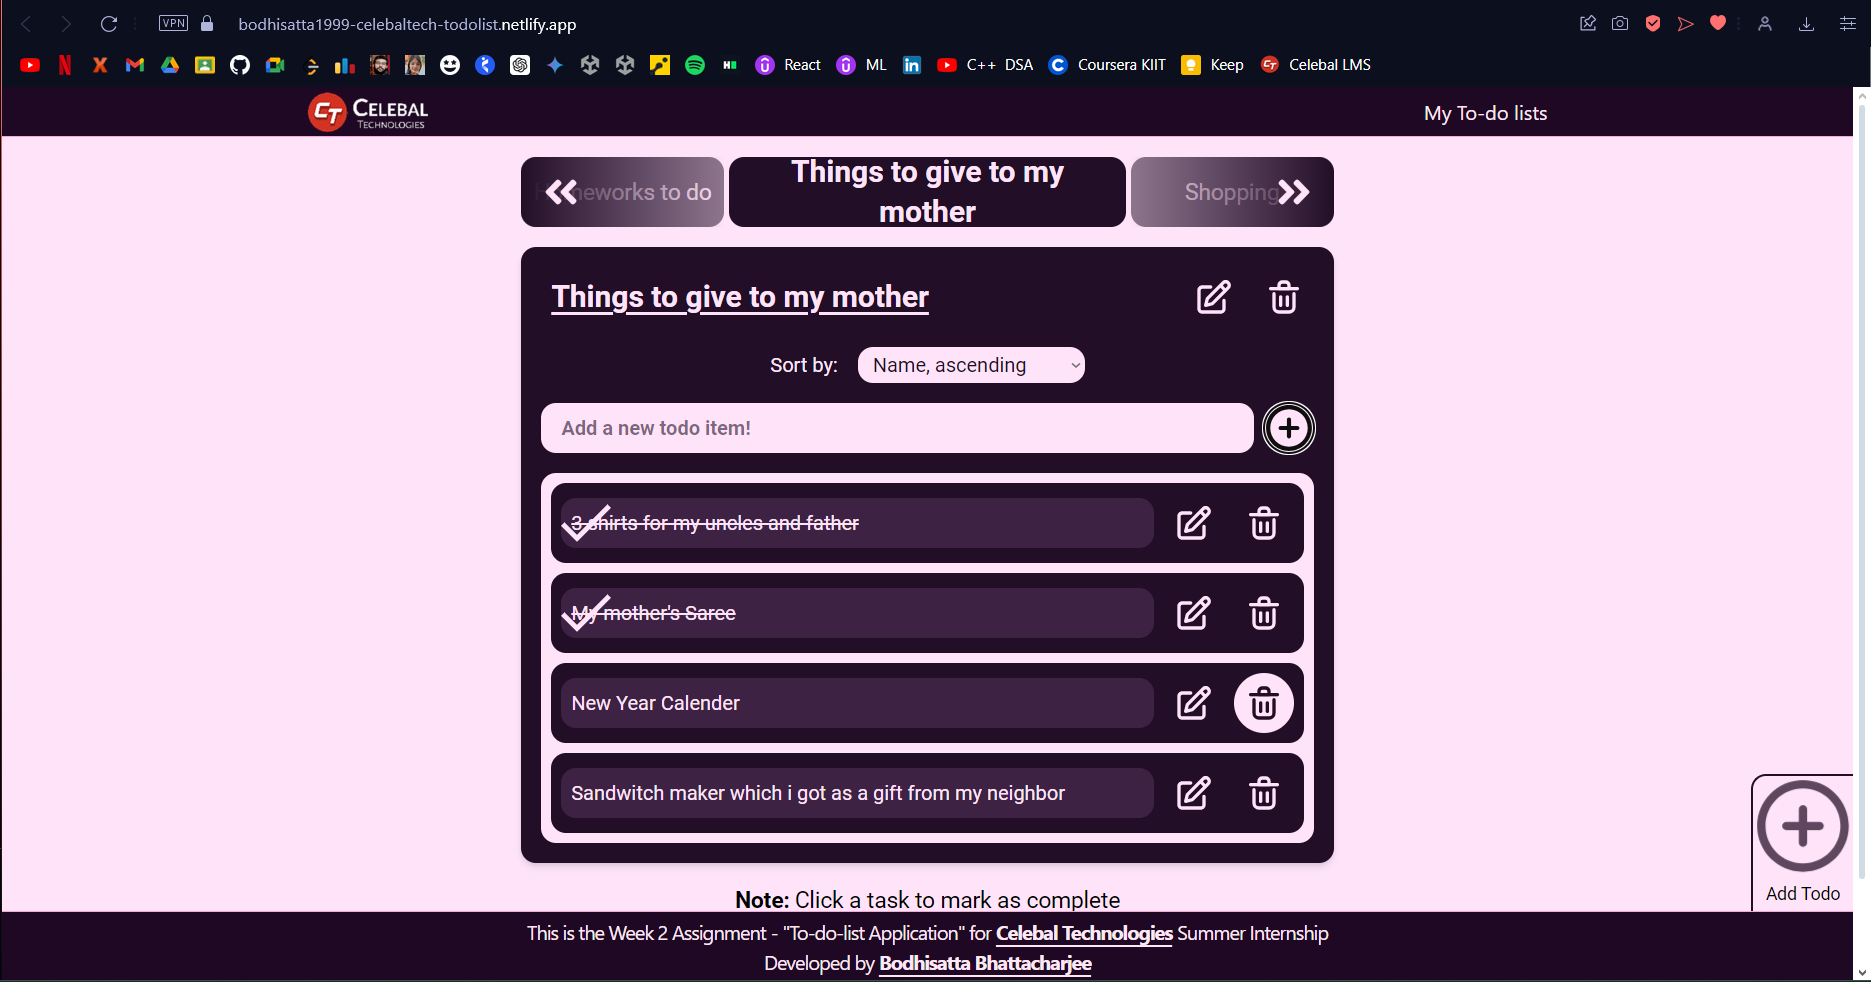 VPN
bodhisatta1999-celebaltech-todolist.netlify.app
React
ML
C++ DSA
Coursera KIIT
Keep
Celebal LMS
CT CELEBAL
TECHNOLOGIES
My To-do lists
to do
Things to give to my
mother
Shopping
Things to give to my mother
Sort by:
Name, ascending
Add a new todo item!
3 shirts for my uncles and father
My mother's Saree
New Year Calender
Sandwitch maker which i got as a gift from my neighbor
Add Todo
Note: Click a task to mark as complete
This is the Week 2 Assignment - "To-do-list Application" for Celebal Technologies Summer Internship
Developed by Bodhisatta Bhattacharjee